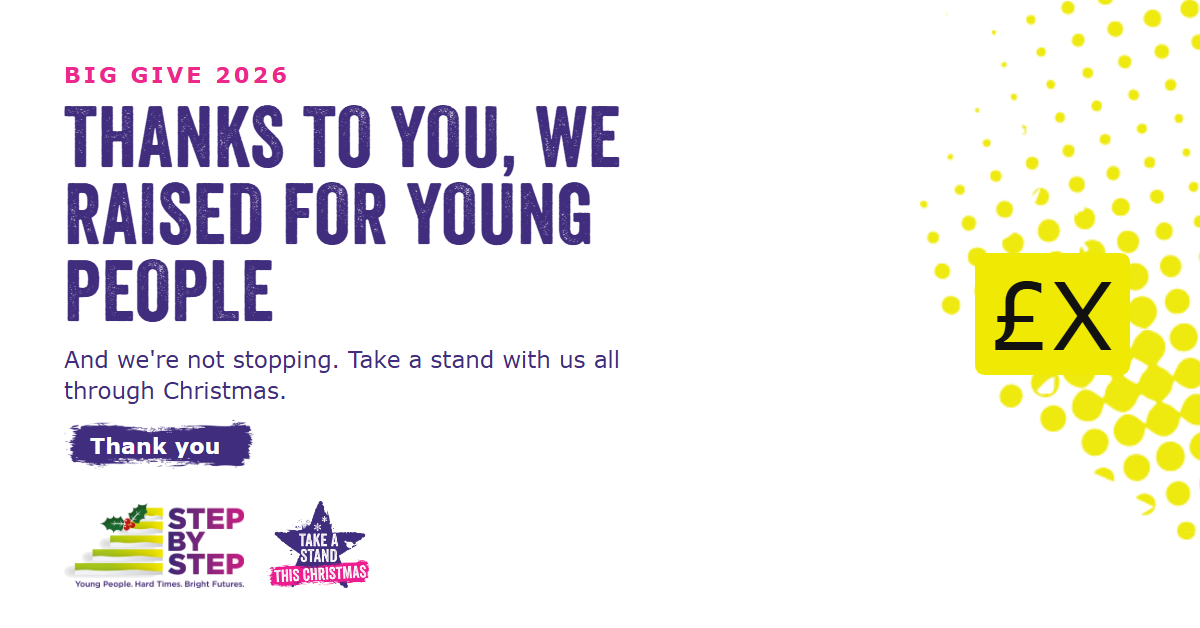 BIG GIVE 2026
THANKS TO YOU, WE
RAISED FOR YOUNG
PEOPLE
£X
And we're not stopping. Take a stand with us all
through Christmas.
Thank you
STEP
BY
STEP
Young People. Hard Times. Bright Futures.
TAKE A
STAND
THIS CHRISTMAS